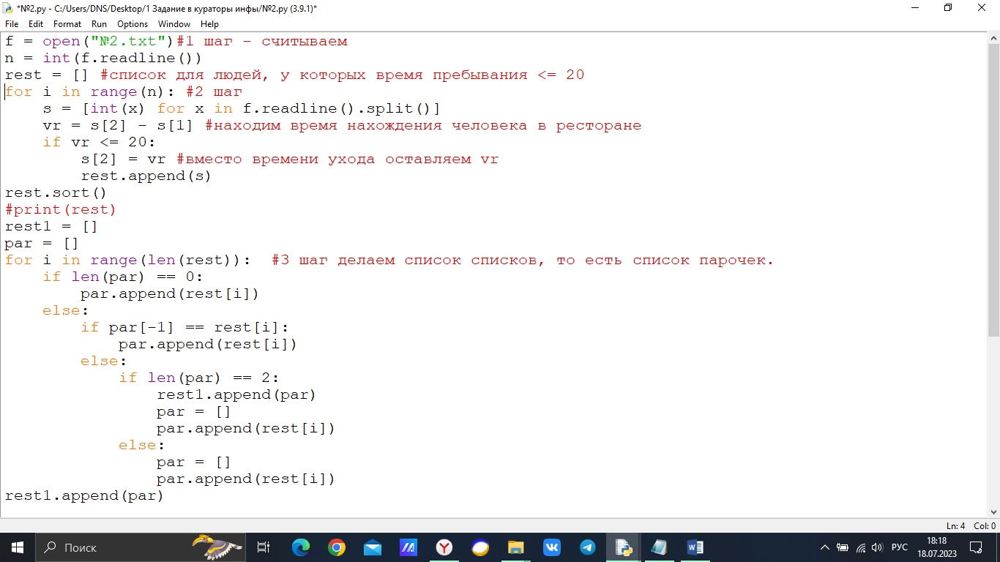 *№2.py - C:/Users/DNS/Desktop/1 Задание в кураторы инфы/№2.py (3.9.1)*
File Edit Format Run Options Window Help
f = open("№2.txt")#1 шаг - считываем
n = int(f.readline())
rest = [] #список для людей, у которых время пребывания <= 20
for i in range(n): #2 шаг
    s = [int(x) for x in f.readline().split()]
    vr = s[2] - s[1] #находим время нахождения человека в ресторане
    if vr <= 20:
        s[2] = vr #вместо времени ухода оставляем vr
        rest.append(s)
rest.sort()
#print(rest)
rest1 = []
par = []
for i in range(len(rest)):  #3 шаг делаем список списков, то есть список парочек.
    if len(par) == 0:
        par.append(rest[i])
    else:
        if par[-1] == rest[i]:
            par.append(rest[i])
        else:
            if len(par) == 2:
                rest1.append(par)
                par = []
                par.append(rest[i])
            else:
                par = []
                par.append(rest[i])
rest1.append(par)
Ln: 4 Col: 0
Поиск
РУС
18:18
18.07.2023